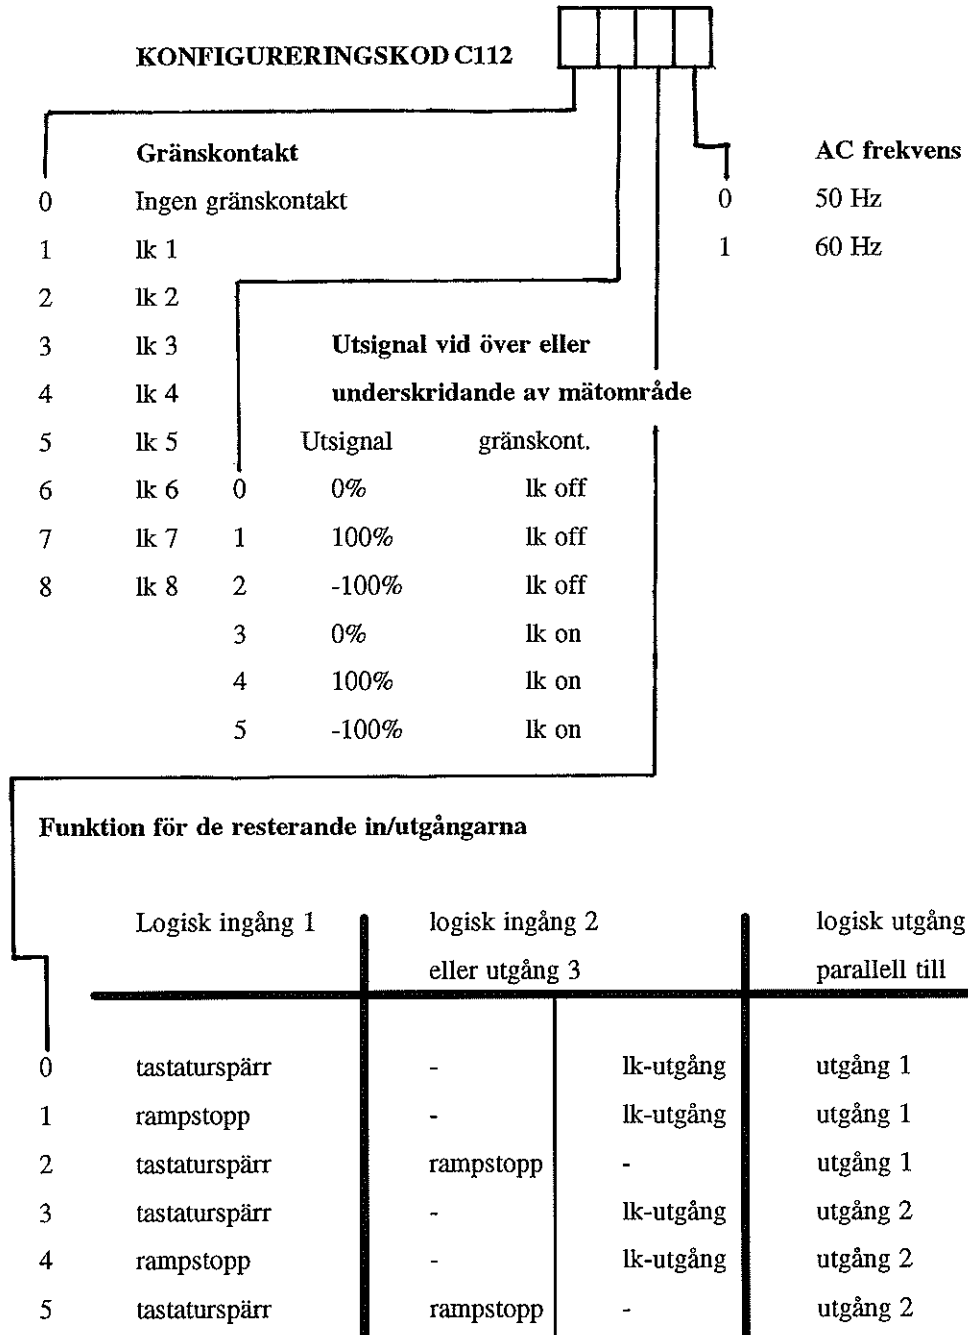 KONFIGURERINGSKOD C112
Gränskontakt AC frekvens
0 Ingen gränskontakt 0 50 Hz
1 lk 1 1 60 Hz
2 lk 2
3 lk 3 Utsignal vid över eller
4 lk 4 underskridande av mätområde
5 lk 5 Utsignal gränskont.
6 lk 6 0 0% lk off
7 lk 7 1 100% lk off
8 lk 8 2 -100% lk off
3 0% lk on
4 100% lk on
5 -100% lk on
Funktion för de resterande in/utgångarna
Logisk ingång 1 logisk ingång 2 logisk utgång
eller utgång 3 parallell till
0 tastaturspärr - lk-utgång utgång 1
1 rampstopp - lk-utgång utgång 1
2 tastaturspärr rampstopp - utgång 1
3 tastaturspärr - lk-utgång utgång 2
4 rampstopp - lk-utgång utgång 2
5 tastaturspärr rampstopp - utgång 2